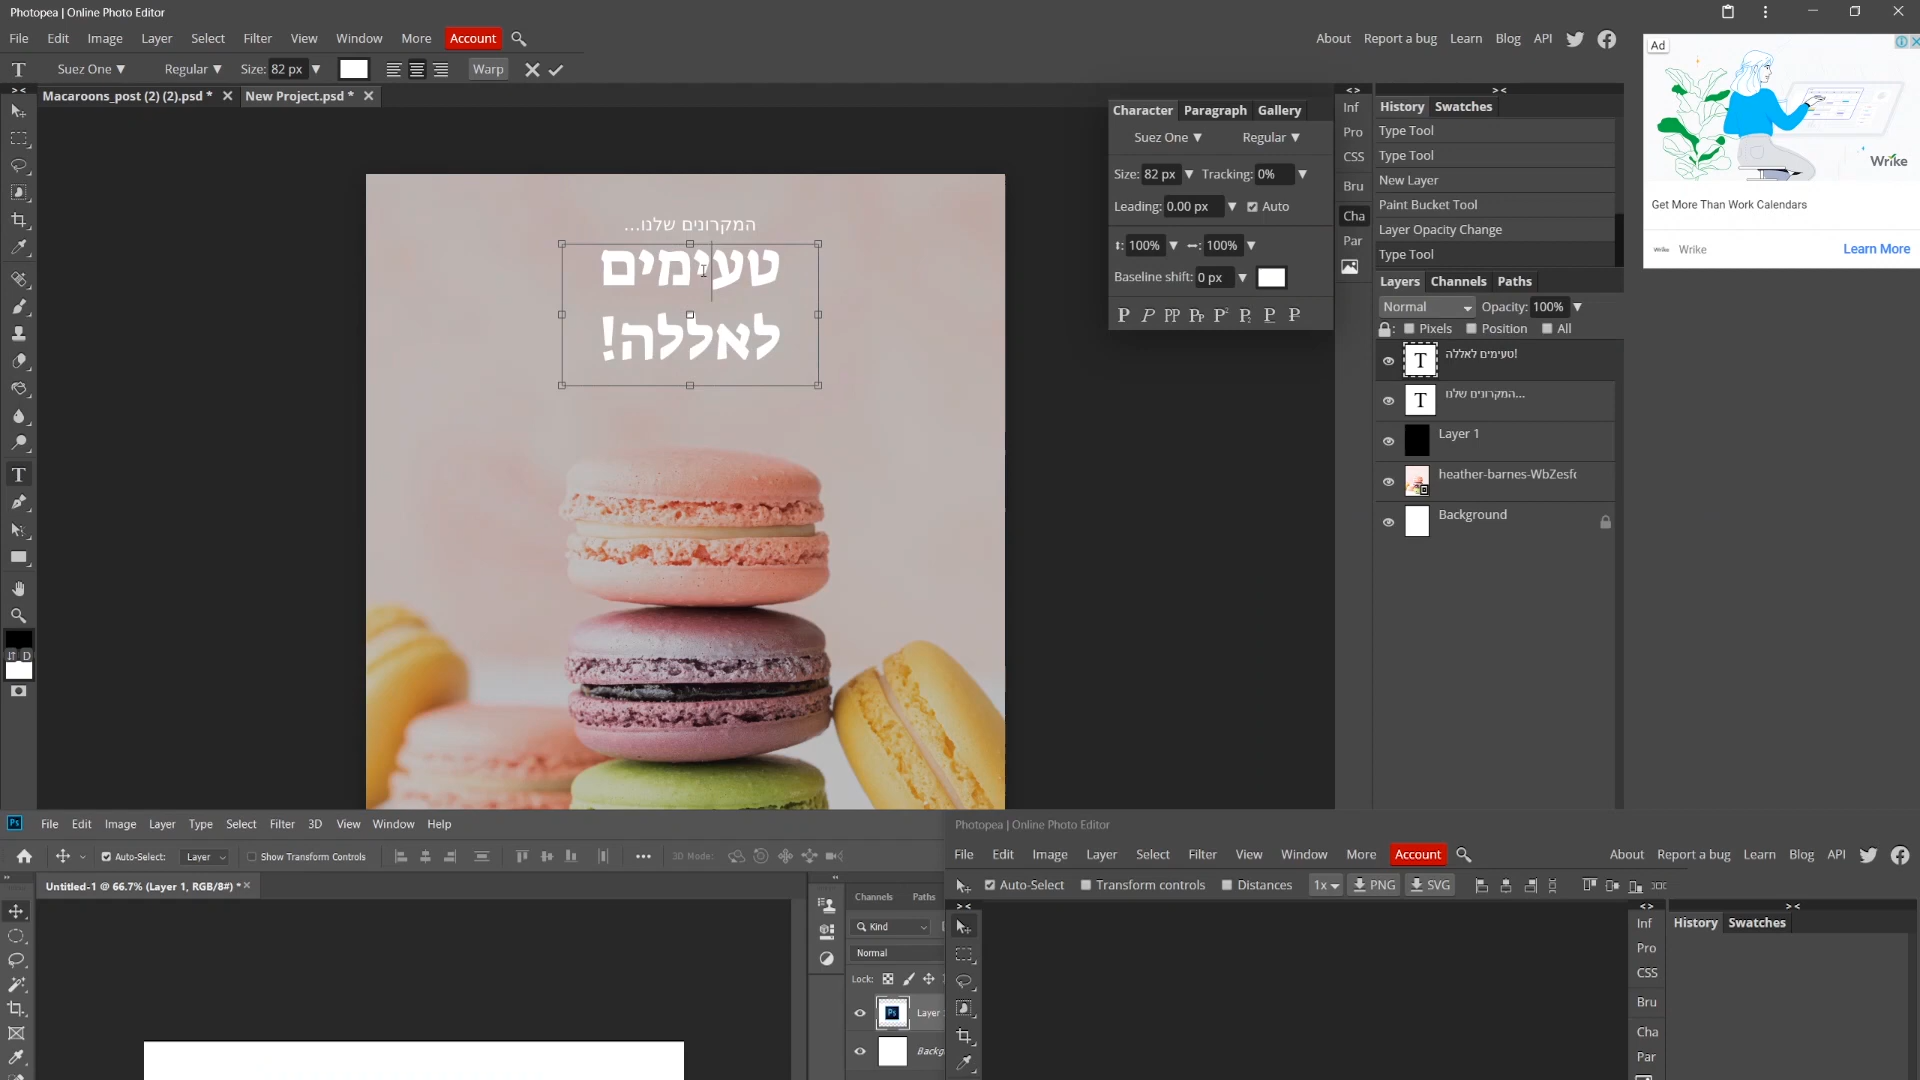 Photopea | Online Photo Editor
File Edit Image Layer Select Filter View Window More Account
About Report a bug Learn Blog API
T Suez One ▼ Regular ▼ Size: 82 px ▼ Warp
Macaroons_post (2) (2).psd * New Project.psd *
המקרונים שלנו...
טעימים
לאללה!
Character Paragraph Gallery
Suez One ▼ Regular ▼
Size: 82 px ▼ Tracking: 0% ▼
Leading: 0.00 px ▼ Auto
100% ▼ 100% ▼
Baseline shift: 0 px ▼
Inf
Pro
CSS
Bru
Cha
Par
History Swatches
Type Tool
Type Tool
New Layer
Paint Bucket Tool
Layer Opacity Change
Type Tool
Layers Channels Paths
Normal Opacity: 100% ▼
Pixels Position All
T טעימים לאללה!
T המקרונים שלנו...
Layer 1
heather-barnes-WbZesfc
Background
Ad
Wrike
Get More Than Work Calendars
Wrike Learn More
Ps File Edit Image Layer Type Select Filter 3D View Window Help
Auto-Select: Layer Show Transform Controls 3D Mode:
Untitled-1 @ 66.7% (Layer 1, RGB/8#) *
Channels Paths
Kind
Normal
Lock:
Ps Layer
Backg
Photopea | Online Photo Editor
File Edit Image Layer Select Filter View Window More Account
About Report a bug Learn Blog API
Auto-Select Transform controls Distances 1x PNG SVG
Inf
Pro
CSS
Bru
Cha
Par
History Swatches